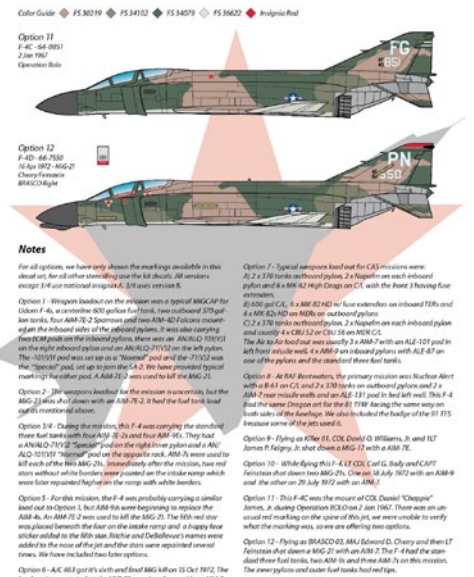 Color Guide FS 30219 FS 34102 FS 34079 FS 36622 Insignia Red
Option 11
F-4C - 64-0851
2 Jan 1967
Operation Bolo
FG
851
Option 12
F-4D - 66-7550
16 Apr 1972 - MiG-21
Cherry/Feinstein
BRASCO flight
PN
550
Notes
For all options, we have only shown the markings available in this
decal set, for all other stenciling use the kit decals. All versions
except 3/4 use national insignia A, 3/4 uses version B.
Option 1 - Weapon loadout on the mission was a typical MIGCAP for
Udorn F-4s, a centerline 600 gallon fuel tank, two outboard 370 gal-
lon tanks, four AIM-7E-2 Sparrows and two AIM-4D Falcons mount-
ed on the inboard sides of the inboard pylons. It was also carrying
two ECM pods on the inboard pylons, there was an AN/ALQ-101(V)1
on the right inboard pylon and an AN/ALQ-71(V)2 on the left pylon.
The -101(V)1 pod was set up as a "Normal" pod and the -71(V)2 was
the "Special" pod, set up to jam the SA-2. We have provided typical
markings for either pod. A AIM-7E-2 was used to kill the MIG-21.
Option 2 - The weapons loadout for the mission is uncertain, but the
MiG-21 was shot down with an AIM-7E-2. It had the fuel tank load
out as mentioned above.
Option 3/4 - During the mission, this F-4 was carrying the standard
three fuel tanks with four AIM-7E-2s and four AIM-9Es. They had
a AN/ALQ-71(V)2 "Special" pod on the right inner pylon and a AN/
ALQ-101(V)1 "Normal" pod on the opposite rack. AIM-7s were used to
kill each of the two MiG-21s. Immediately after the mission, two red
stars without white borders were painted on the intake ramp which
were later repainted higher on the ramp with white borders.
Option 5 - For this mission, the F-4 was probably carrying a similar
load out to Option 1, but AIM-9Js were beginning to replace the
AIM-4s. An AIM-7E-2 was used to kill the MIG-21. The fifth red star
was placed beneath the four on the intake ramp and a happy face
sticker added to the fifth star. Ritchie and DeBellevue's names were
added to the nose of the jet and the stars were repainted several
times. We have included two later options.
Option 6 - A/C 463 got it's sixth and final MiG kill on 15 Oct 1972. The
Option 7 - Typical weapons load out for CAS missions were:
A) 2 x 370 tanks outboard pylon, 2 x Napalm on each inboard
pylon and 6 x MK-82 High Drags on C/L with the front 3 having fuse
extenders.
B) 600 gal C/L, 6 x MK-82 HD w/ fuse extenders on inboard TERs and
6 x MK-82s HD on MERs on outboard pylons
C) 2 x 370 tanks outboard pylon, 2 x Napalm on each inboard pylon
and usually 4 x CBU 52 or CBU 58 on MER C/L
The Air to Air load out was usually 3 x AIM-7 with an ALE-101 pod in
left front missile well, 4 x AIM-9 on inboard pylons with ALE-87 on
one of the pylons and the standard three fuel tanks.
Option 8 - At RAF Bentwaters, the primary mission was Nuclear Alert
with a B-61 on C/L and 2 x 370 tanks on outboard pylons and 2 x
AIM-7 rear missile wells and an ALE-131 pod in fwd left well. This F-4
had the same Dragon art for the 81 TFW facing the same way on
both sides of the fuselage. We also included the badge of the 91 TFS
because some of the jets used it.
Option 9 - Flying as Killer 01, COL David O. Williams, Jr. and 1LT
James P. Feigny, Jr. shot down a MiG-17 with a AIM-7E.
Option 10 - While flying this F-4, LT COL Carl G. Baily and CAPT
Feinstein shot down two MiG-21s. One on 18 July 1972 with an AIM-9
and the other on 29 July 1972 with an AIM-7.
Option 11 - This F-4C was the mount of COL Daniel "Chappie"
James, Jr. during Operation BOLO on 2 Jan 1967. There was an un-
usual red marking on the spine of this jet, we were unable to verify
what the marking was, so we are offering two options.
Option 12 - Flying as BRASCO 03, MAJ Edward D. Cherry and then LT
Feinstein shot down a MiG-21 with an AIM-7. The F-4 had the stan-
dard three fuel tanks, two AIM-9s and three AIM-7s on this mission.
The inner pylons and outer fuel tanks had red tips.